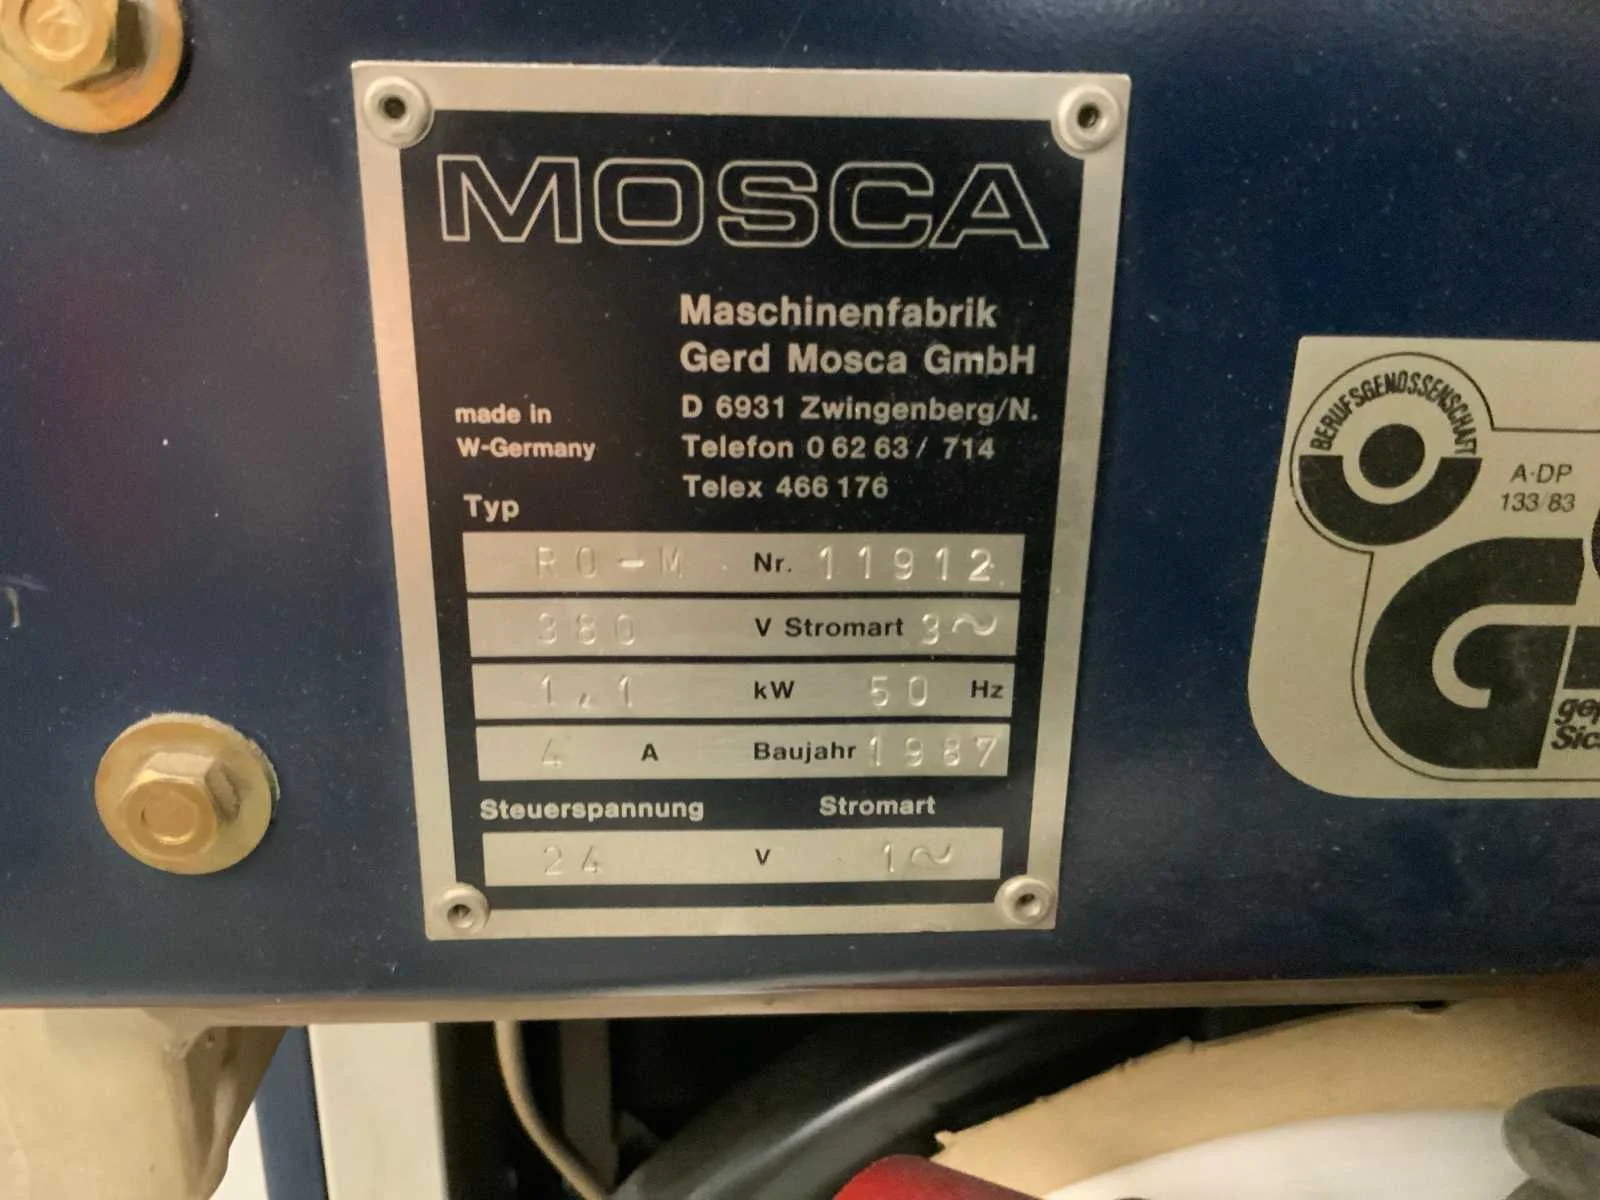 MOSCA
Maschinenfabrik
Gerd Mosca GmbH
D 6931 Zwingenberg/N.
Telefon 0 62 63 / 714
Telex 466 176
made in
W-Germany
Typ
RO-M Nr. 11912
380 V Stromart 3~
1,1 kW 50 Hz
4 A Baujahr 1987
Steuerspannung Stromart
24 V 1~
BERUFSGENOSSENSCHAFT
A-DP
133/83